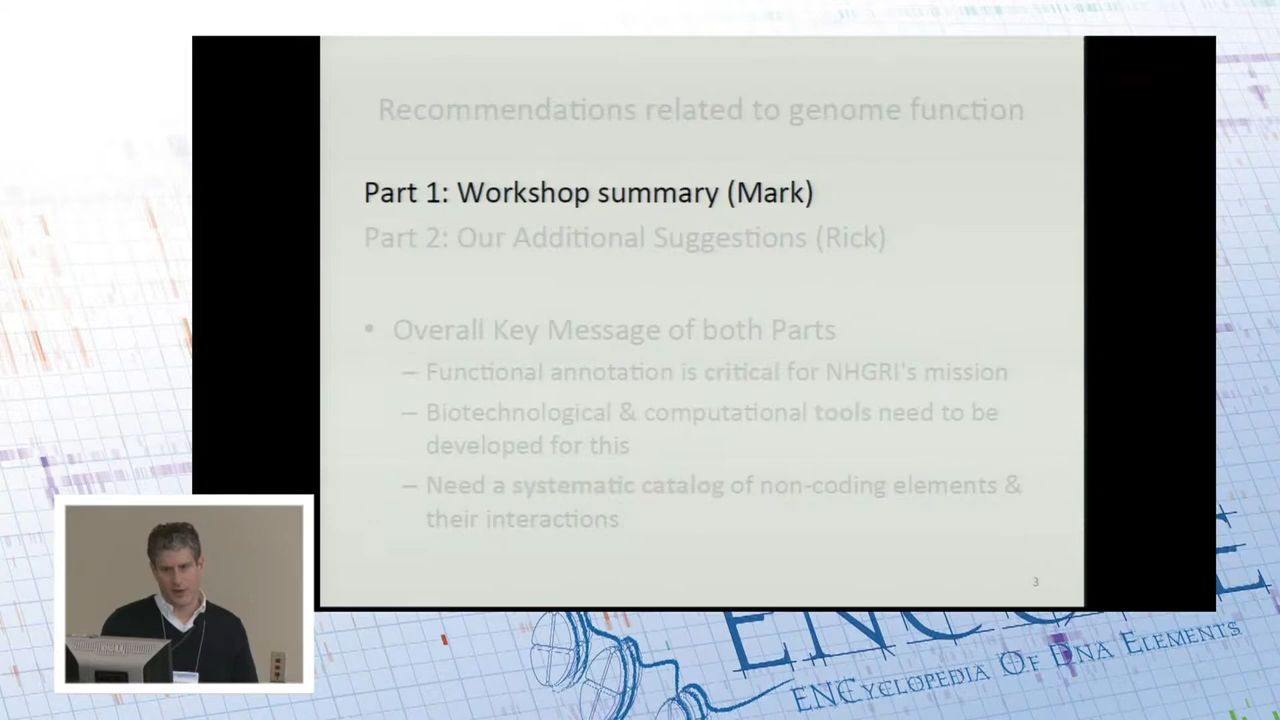 Recommendations related to genome function
Part 1: Workshop summary (Mark)
Part 2: Our Additional Suggestions (Rick)
• Overall Key Message of both Parts
– Functional annotation is critical for NHGRI's mission
– Biotechnological & computational tools need to be
developed for this
– Need a systematic catalog of non-coding elements &
their interactions
3
ENCODE
ENCYCLOPEDIA OF DNA ELEMENTS